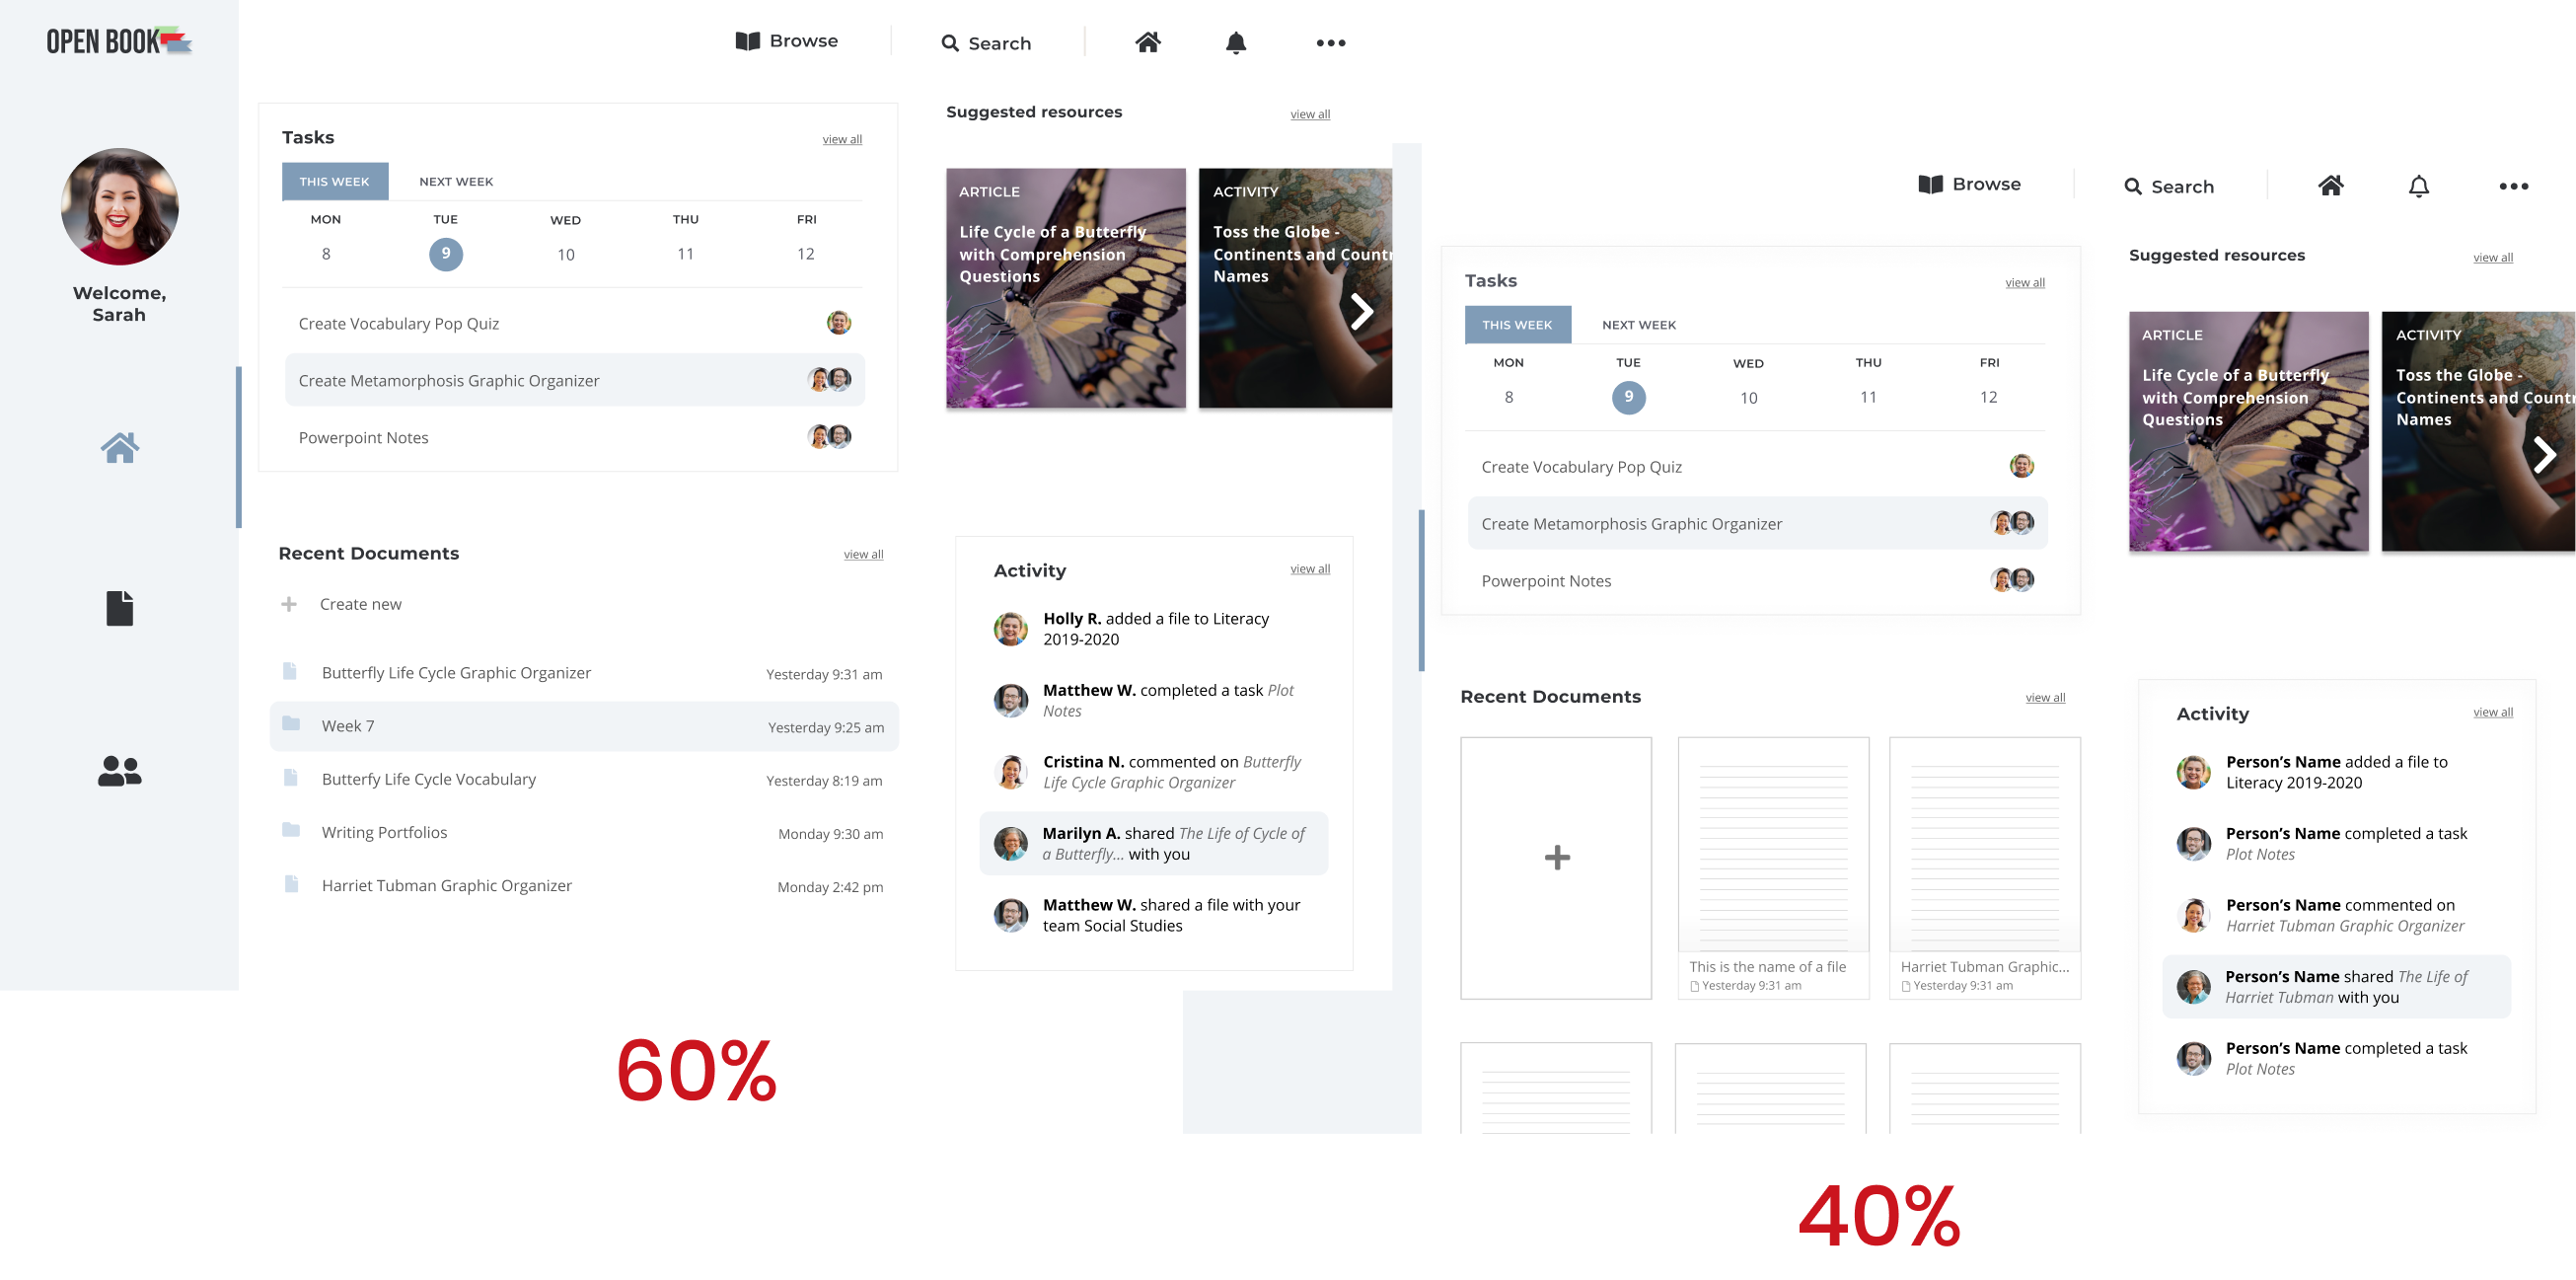 OPEN BOOK
Welcome,
Sarah
Browse
Search
Tasks
view all
THIS WEEK
NEXT WEEK
MON
TUE
WED
THU
FRI
8
9
10
11
12
Create Vocabulary Pop Quiz
Create Metamorphosis Graphic Organizer
Powerpoint Notes
Suggested resources
view all
ARTICLE
Life Cycle of a Butterfly
with Comprehension
Questions
ACTIVITY
Toss the Globe -
Continents and Countr
Names
Recent Documents
view all
Create new
Butterfly Life Cycle Graphic Organizer
Yesterday 9:31 am
Week 7
Yesterday 9:25 am
Butterfy Life Cycle Vocabulary
Yesterday 8:19 am
Writing Portfolios
Monday 9:30 am
Harriet Tubman Graphic Organizer
Monday 2:42 pm
Activity
view all
Holly R. added a file to Literacy
2019-2020
Matthew W. completed a task Plot
Notes
Cristina N. commented on Butterfly
Life Cycle Graphic Organizer
Marilyn A. shared The Life of Cycle of
a Butterfly... with you
Matthew W. shared a file with your
team Social Studies
60%
Browse
Search
Tasks
view all
THIS WEEK
NEXT WEEK
MON
TUE
WED
THU
FRI
8
9
10
11
12
Create Vocabulary Pop Quiz
Create Metamorphosis Graphic Organizer
Powerpoint Notes
Suggested resources
view all
ARTICLE
Life Cycle of a Butterfly
with Comprehension
Questions
ACTIVITY
Toss the Globe -
Continents and Countr
Names
Recent Documents
view all
This is the name of a file
Yesterday 9:31 am
Harriet Tubman Graphic...
Yesterday 9:31 am
Activity
view all
Person's Name added a file to
Literacy 2019-2020
Person's Name completed a task
Plot Notes
Person's Name commented on
Harriet Tubman Graphic Organizer
Person's Name shared The Life of
Harriet Tubman with you
Person's Name completed a task
Plot Notes
40%